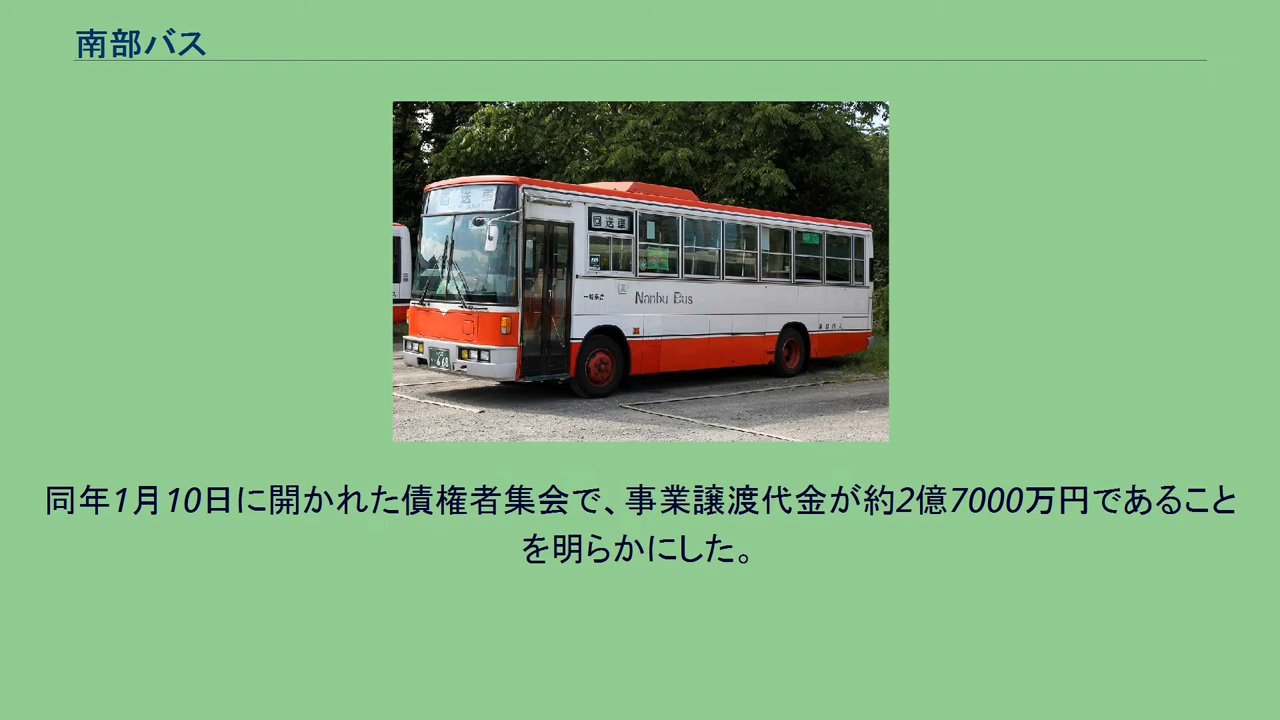 南部バス
回送車
回送車
Nanbu Bus
668
同年1月10日に開かれた債権者集会で、事業譲渡代金が約2億7000万円であること
を明らかにした。